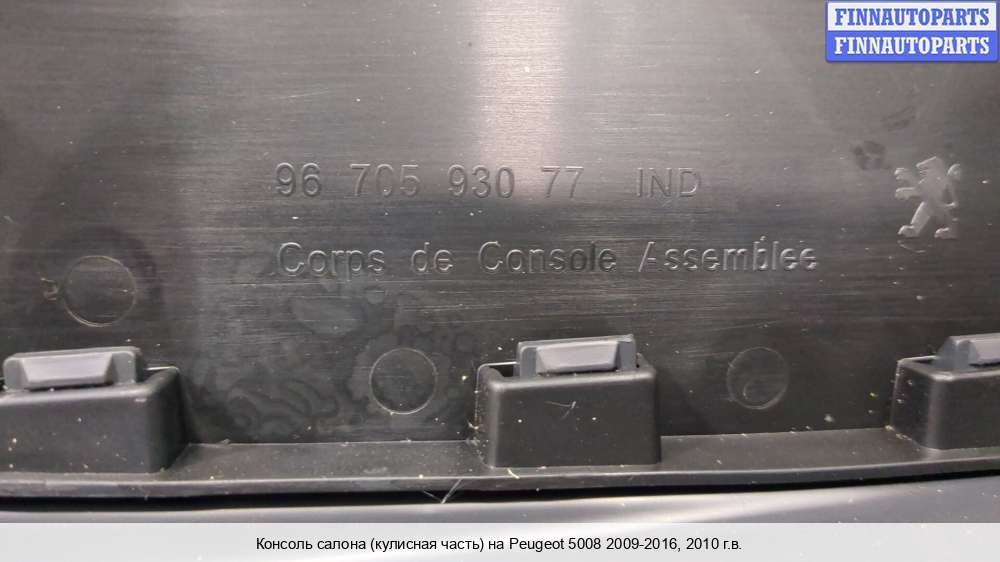 FINNAUTOPARTS
FINNAUTOPARTS
96 705 930 77 IND
Corps de Console Assemblee
Консоль салона (кулисная часть) на Peugeot 5008 2009-2016, 2010 г.в.